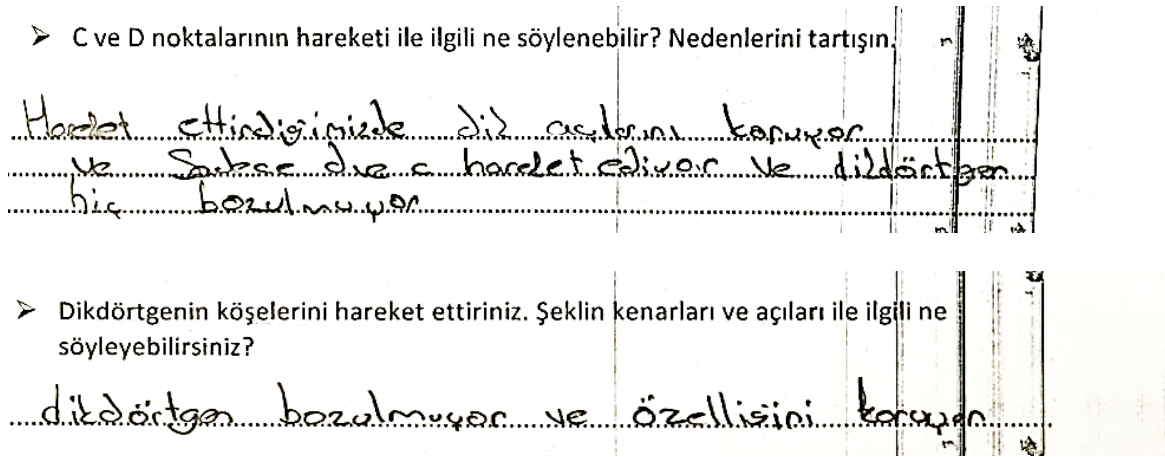 ➤ C ve D noktalarının hareketi ile ilgili ne söylenebilir? Nedenlerini tartışın.
Hareket ettirdiğimizde dik açılarını koruyor
ve Sadece d ve c hareket ediyor ve dikdörtgen
hiç bozulmuyor
➤ Dikdörtgenin köşelerini hareket ettiriniz. Şeklin kenarları ve açıları ile ilgili ne
söyleyebilirsiniz?
dikdörtgen bozulmuyor ve özelliğini koruyor